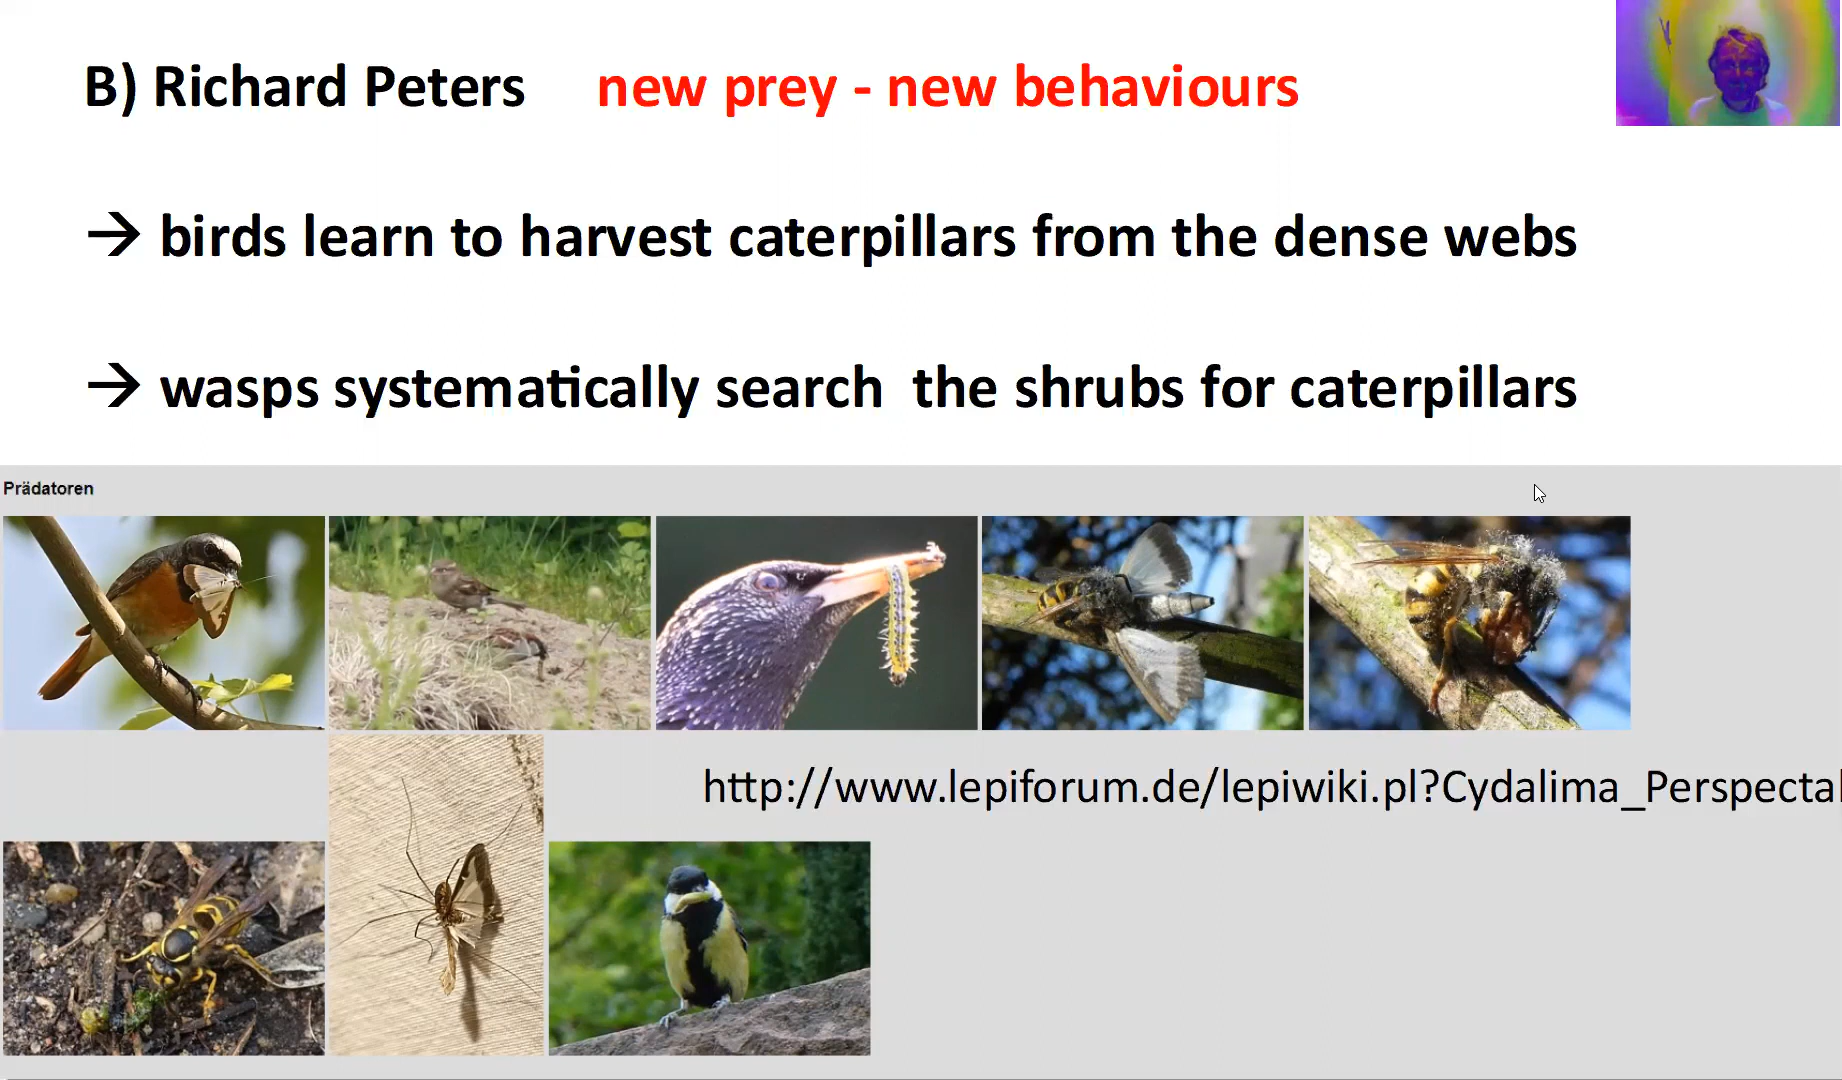 B) Richard Peters new prey - new behaviours
→ birds learn to harvest caterpillars from the dense webs
→ wasps systematically search the shrubs for caterpillars
Prädatoren
http://www.lepiforum.de/lepiwiki.pl?Cydalima_Perspectal